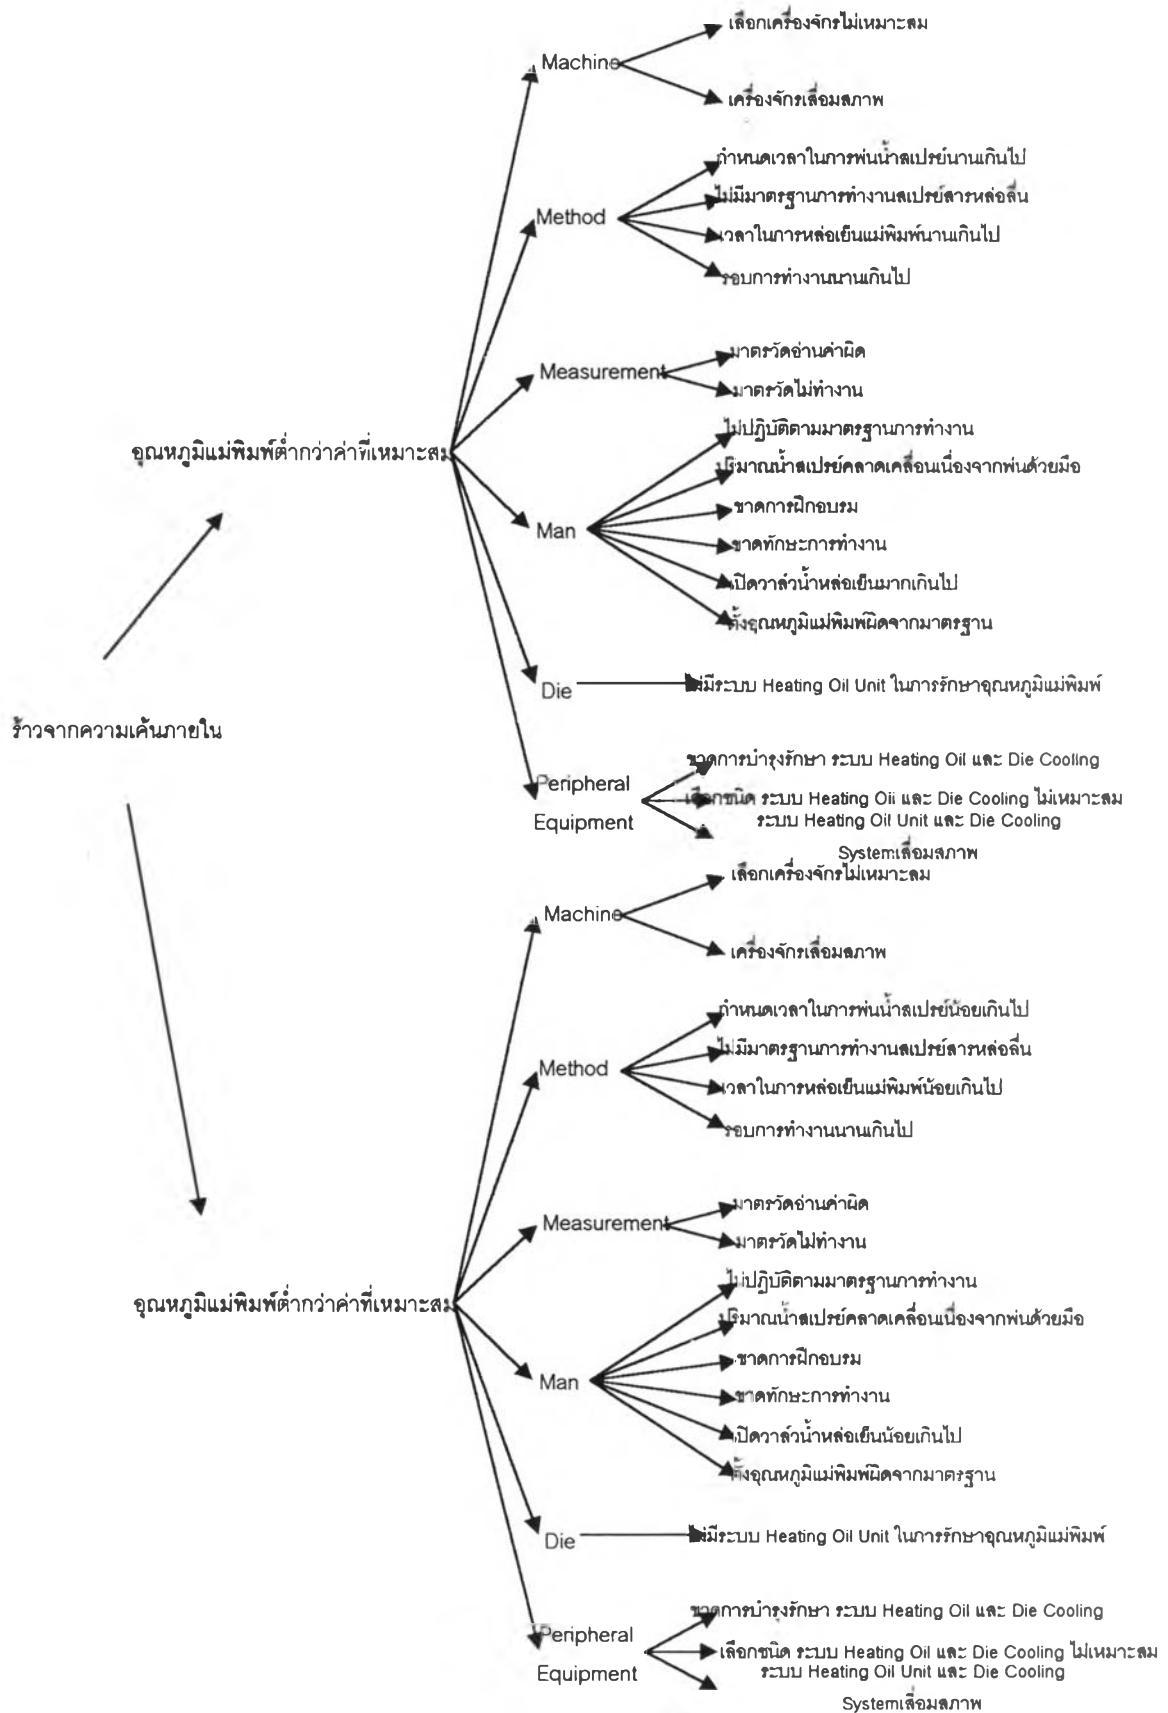 เลือกเครื่องจักรไม่เหมาะสม
Machine
เครื่องจักรเสื่อมสภาพ
กำหนดเวลาในการพ่นน้ำสเปรย์นานเกินไป
ไม่มีมาตรฐานการทำงานสเปรย์สารหล่อลื่น
Method
เวลาในการหล่อเย็นแม่พิมพ์นานเกินไป
รอบการทำงานนานเกินไป
มาตรวัดอ่านค่าผิด
Measurement
มาตรวัดไม่ทำงาน
ไม่ปฏิบัติตามมาตรฐานการทำงาน
อุณหภูมิแม่พิมพ์ต่ำกว่าค่าที่เหมาะสม
ปริมาณน้ำสเปรย์คลาดเคลื่อนเนื่องจากพ่นด้วยมือ
ขาดการฝึกอบรม
Man
ขาดทักษะการทำงาน
เปิดวาล์วน้ำหล่อเย็นมากเกินไป
ตั้งอุณหภูมิแม่พิมพ์ผิดจากมาตรฐาน
Die
ไม่มีระบบ Heating Oil Unit ในการรักษาอุณหภูมิแม่พิมพ์
ร้าวจากความเค้นภายใน
ขาดการบำรุงรักษา ระบบ Heating Oil และ Die Cooling
Peripheral
เลือกชนิด ระบบ Heating Oil และ Die Cooling ไม่เหมาะสม
Equipment
ระบบ Heating Oil Unit และ Die Cooling
Systemเสื่อมสภาพ
เลือกเครื่องจักรไม่เหมาะสม
Machine
เครื่องจักรเสื่อมสภาพ
กำหนดเวลาในการพ่นน้ำสเปรย์น้อยเกินไป
ไม่มีมาตรฐานการทำงานสเปรย์สารหล่อลื่น
Method
เวลาในการหล่อเย็นแม่พิมพ์น้อยเกินไป
รอบการทำงานนานเกินไป
มาตรวัดอ่านค่าผิด
Measurement
มาตรวัดไม่ทำงาน
ไม่ปฏิบัติตามมาตรฐานการทำงาน
อุณหภูมิแม่พิมพ์ต่ำกว่าค่าที่เหมาะสม
ปริมาณน้ำสเปรย์คลาดเคลื่อนเนื่องจากพ่นด้วยมือ
ขาดการฝึกอบรม
Man
ขาดทักษะการทำงาน
เปิดวาล์วน้ำหล่อเย็นน้อยเกินไป
ตั้งอุณหภูมิแม่พิมพ์ผิดจากมาตรฐาน
Die
ไม่มีระบบ Heating Oil Unit ในการรักษาอุณหภูมิแม่พิมพ์
ขาดการบำรุงรักษา ระบบ Heating Oil และ Die Cooling
Peripheral
เลือกชนิด ระบบ Heating Oil และ Die Cooling ไม่เหมาะสม
Equipment
ระบบ Heating Oil Unit และ Die Cooling
Systemเสื่อมสภาพ